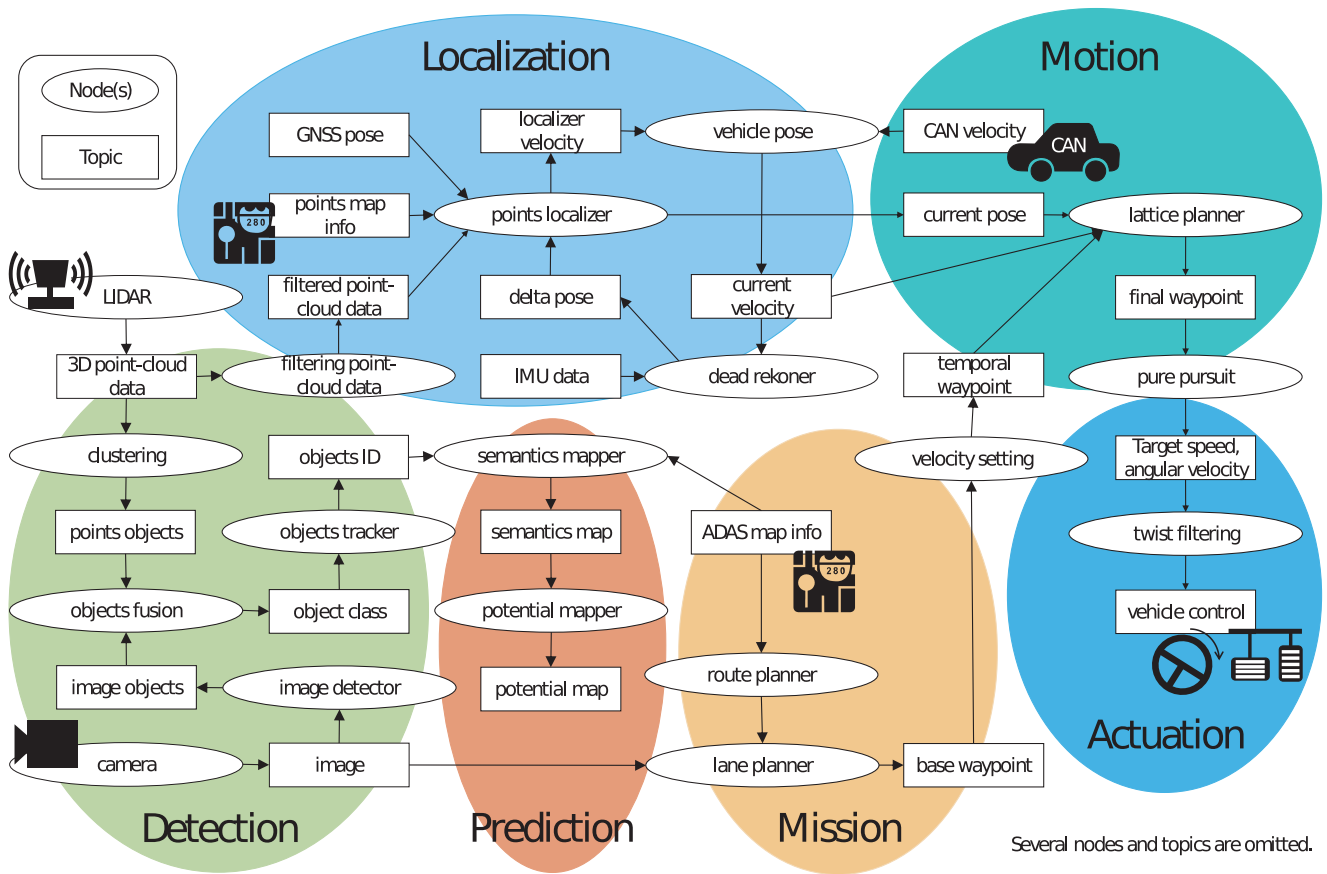 Localization
Motion
Node(s)
Topic
GNSS pose
localizer
velocity
vehicle pose
CAN velocity
CAN
points map
info
280
points localizer
current pose
lattice planner
LIDAR
filtered point-
cloud data
delta pose
current
velocity
final waypoint
3D point-cloud
data
filtering point-
cloud data
IMU data
dead rekoner
temporal
waypoint
pure pursuit
clustering
objects ID
semantics mapper
velocity setting
Target speed,
angular velocity
points objects
objects tracker
semantics map
ADAS map info
280
twist filtering
objects fusion
object class
potential mapper
vehicle control
image objects
image detector
potential map
route planner
camera
image
lane planner
base waypoint
Actuation
Detection
Prediction
Mission
Several nodes and topics are omitted.